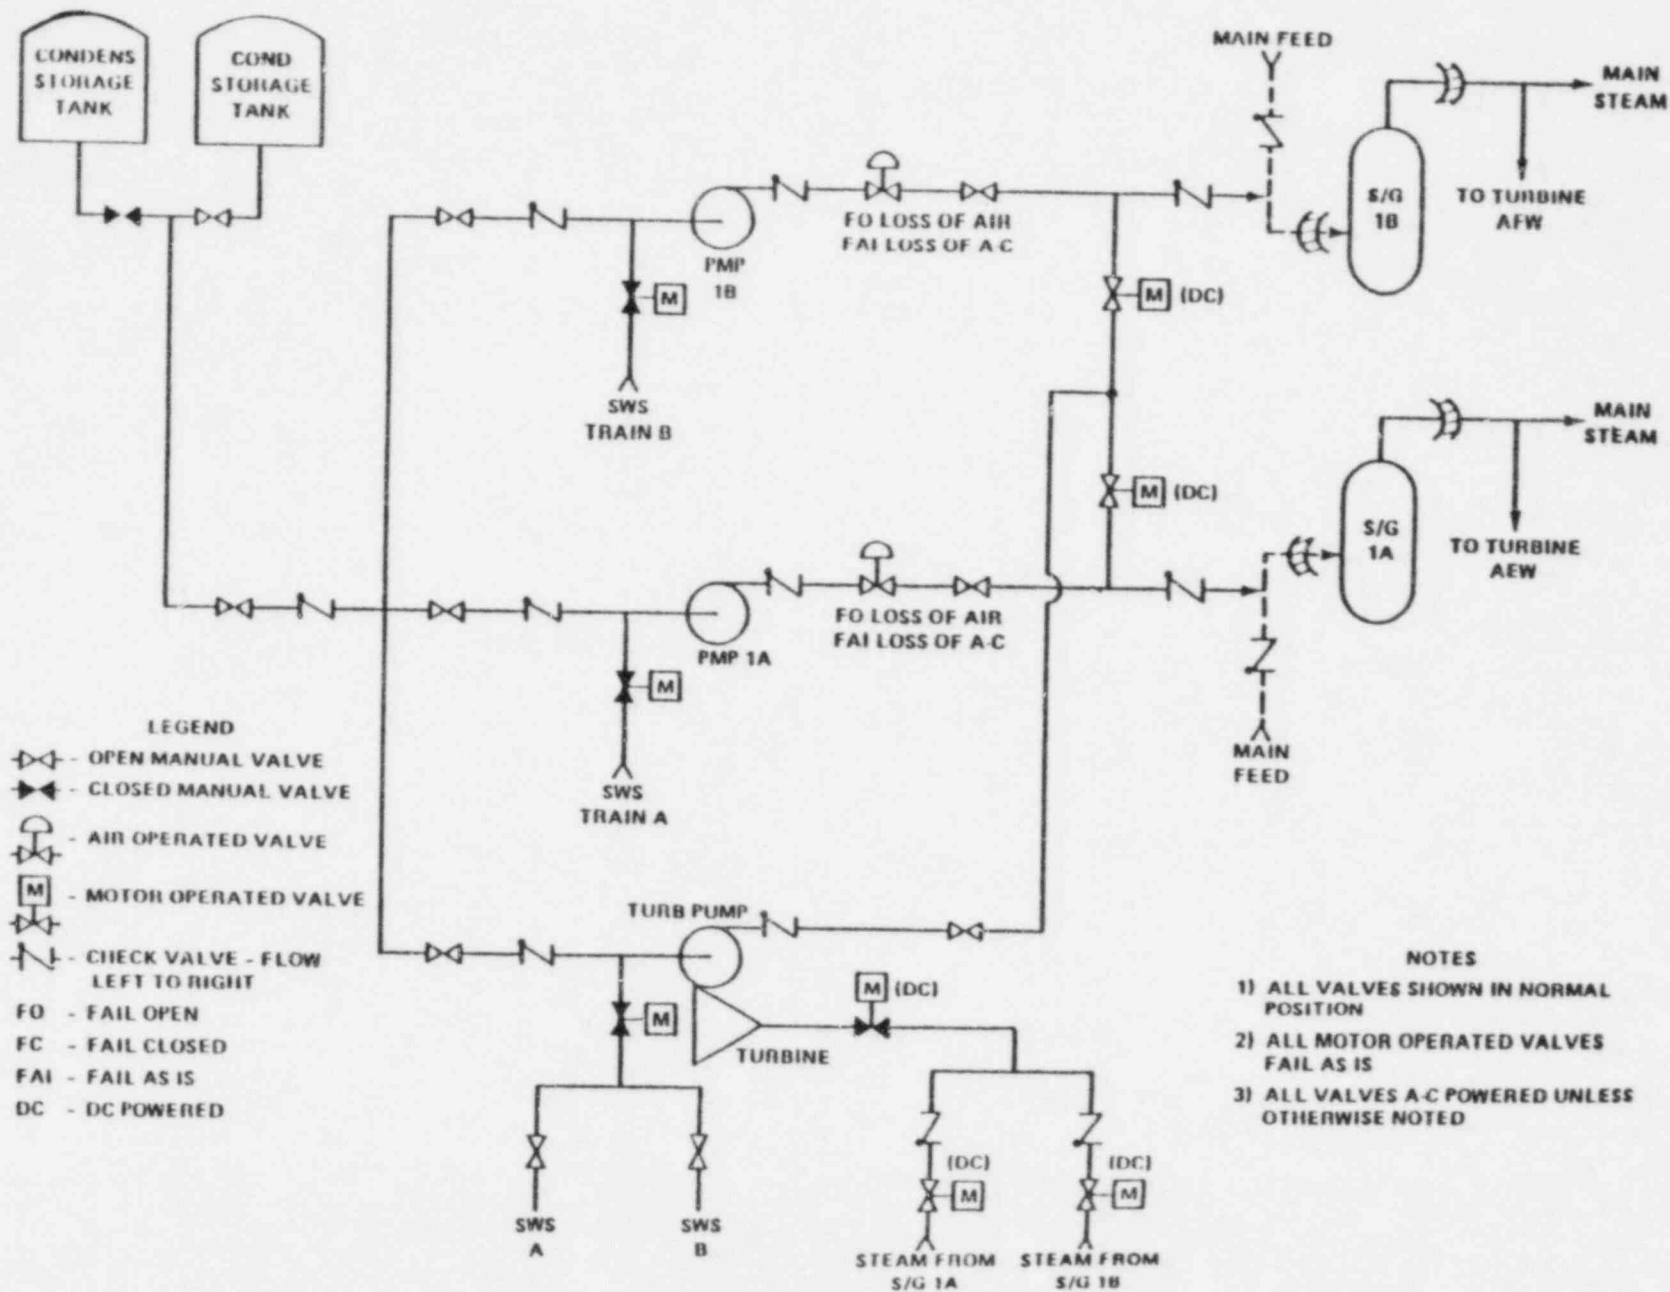 CONDENS
STORAGE
TANK
COND
STORAGE
TANK
MAIN FEED
MAIN
STEAM
S/G
1B
TO TURBINE
AFW
FO LOSS OF AIR
FAI LOSS OF A-C
PMP
1B
M
M (DC)
SWS
TRAIN B
MAIN
STEAM
M (DC)
S/G
1A
TO TURBINE
AEW
FO LOSS OF AIR
FAI LOSS OF A-C
PMP 1A
M
MAIN
FEED
SWS
TRAIN A
LEGEND
- OPEN MANUAL VALVE
- CLOSED MANUAL VALVE
- AIR OPERATED VALVE
M
- MOTOR OPERATED VALVE
- CHECK VALVE - FLOW
LEFT TO RIGHT
FO - FAIL OPEN
FC - FAIL CLOSED
FAI - FAIL AS IS
DC - DC POWERED
TURB PUMP
M (DC)
M
TURBINE
(DC)
M
(DC)
M
SWS
A
SWS
B
STEAM FROM
S/G 1A
STEAM FROM
S/G 1B
NOTES
1) ALL VALVES SHOWN IN NORMAL
POSITION
2) ALL MOTOR OPERATED VALVES
FAIL AS IS
3) ALL VALVES A-C POWERED UNLESS
OTHERWISE NOTED